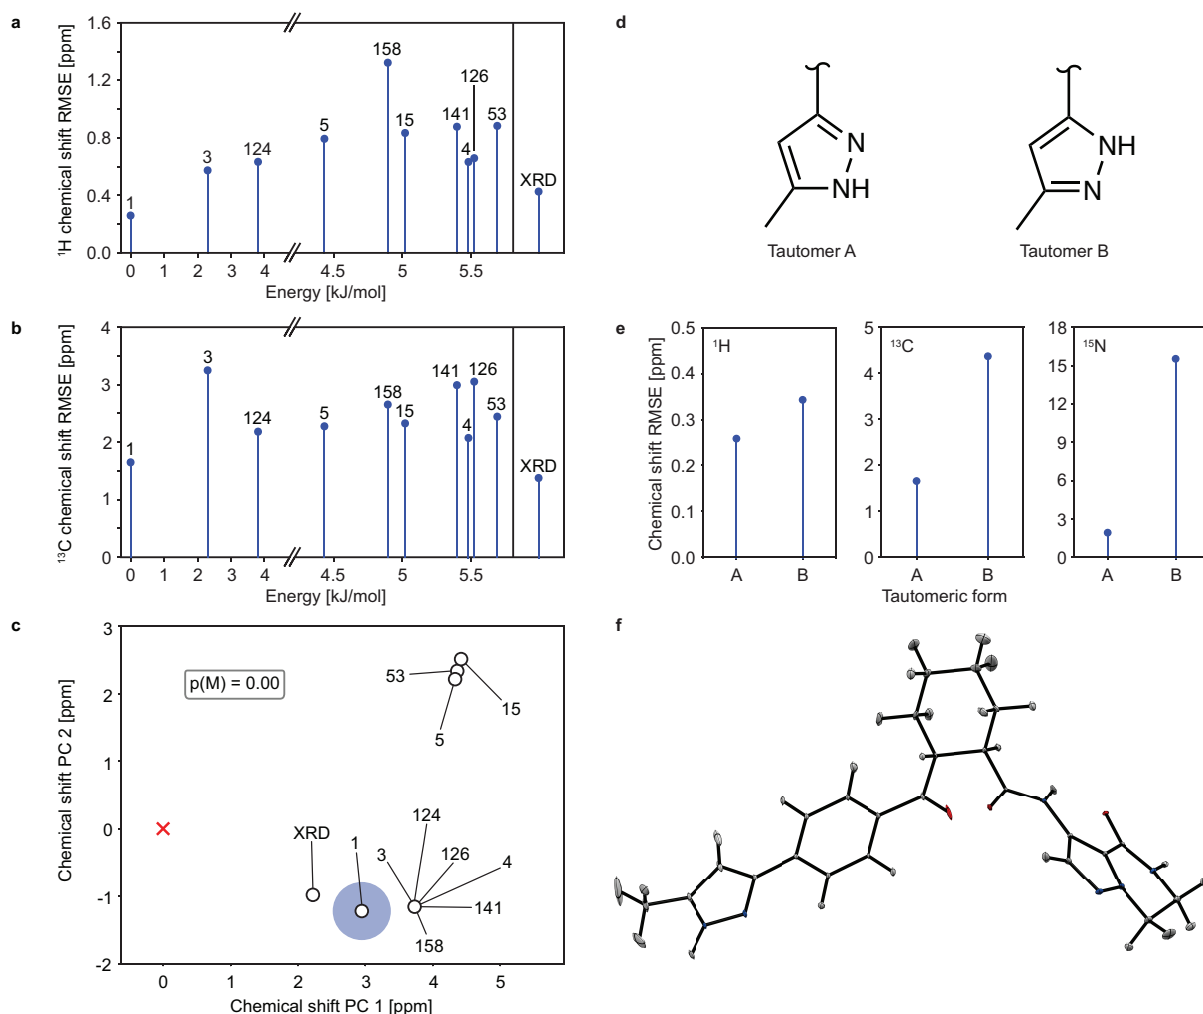 a
¹H chemical shift RMSE [ppm]
1.6
1.2
0.8
0.4
0.0
1
3
124
5
158
15
141
4
126
53
XRD
0 1 2 3 4 4.5 5 5.5
Energy [kJ/mol]
b
¹³C chemical shift RMSE [ppm]
4
3
2
1
0
1
3
124
5
158
15
141
4
126
53
XRD
0 1 2 3 4 4.5 5 5.5
Energy [kJ/mol]
c
Chemical shift PC 2 [ppm]
3
2
1
0
-1
-2
p(M) = 0.00
53
15
5
XRD
1
3
124
126
4
141
158
0 1 2 3 4 5
Chemical shift PC 1 [ppm]
d
N
NH
Tautomer A
NH
N
Tautomer B
e
Chemical shift RMSE [ppm]
0.5
0.4
0.3
0.2
0.1
0.0
¹H
A B
5
4
3
2
1
0
¹³C
A B
18
15
12
9
6
3
0
¹⁵N
A B
Tautomeric form
f